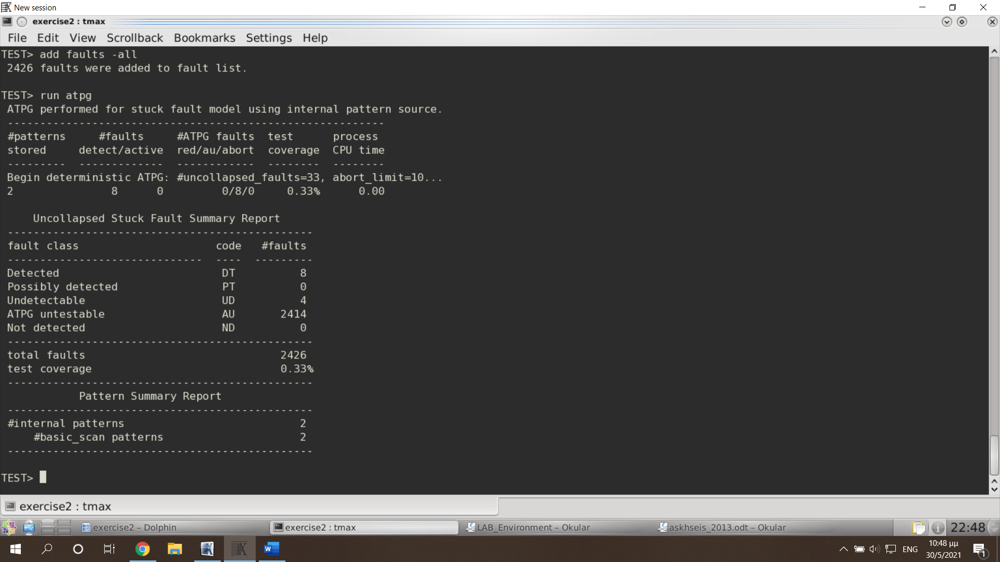 New session
exercise2 : tmax
File Edit View Scrollback Bookmarks Settings Help
TEST> add faults -all
2426 faults were added to fault list.
TEST> run atpg
ATPG performed for stuck fault model using internal pattern source.
----------------------------------------------------------
#patterns #faults #ATPG faults test process
stored detect/active red/au/abort coverage CPU time
--------- ------------- ------------ -------- --------
Begin deterministic ATPG: #uncollapsed_faults=33, abort_limit=10...
2 8 0 0/8/0 0.33% 0.00
Uncollapsed Stuck Fault Summary Report
-----------------------------------------------
fault class code #faults
------------------------------ ---- ---------
Detected DT 8
Possibly detected PT 0
Undetectable UD 4
ATPG untestable AU 2414
Not detected ND 0
-----------------------------------------------
total faults 2426
test coverage 0.33%
-----------------------------------------------
Pattern Summary Report
-----------------------------------------------
#internal patterns 2
#basic_scan patterns 2
-----------------------------------------------
TEST>
exercise2 : tmax
exercise2 – Dolphin
exercise2 : tmax
LAB_Environment – Okular
askhseis_2013.odt – Okular
22:48
ENG
10:48 μμ
30/5/2021
1